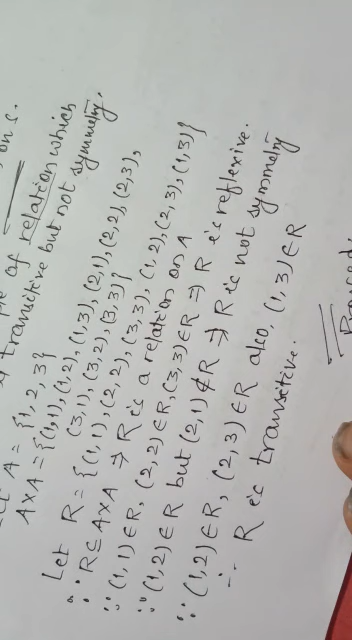 ons.
ple of relation which
transitive but not symmetry.
Let A = {1, 2, 3}
A×A = {(1,1), (1,2), (1,3), (2,1), (2,2), (2,3),
(3,1), (3,2), (3,3)}
Let R = {(1,1), (2,2), (3,3), (1,2), (2,3), (1,3)}
∵ R ⊆ A×A ⇒ R is a relation on A
∵ (1,1) ∈ R, (2,2) ∈ R, (3,3) ∈ R ⇒ R is reflexive.
∵ (1,2) ∈ R but (2,1) ∉ R ⇒ R is not symmetry
∵ (1,2) ∈ R, (2,3) ∈ R also, (1,3) ∈ R
∴ R is transitive.